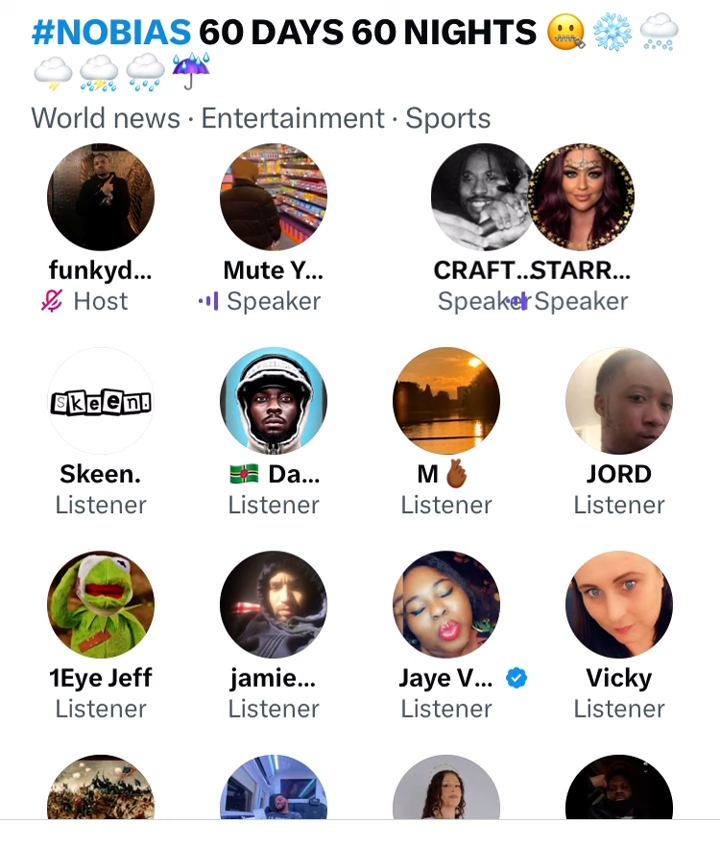 #NOBIAS 60 DAYS 60 NIGHTS 🤐❄️🌨️
🌩️⛈️🌧️☔
World news · Entertainment · Sports
funkyd... Mute Y... CRAFT..STARR...
Host Speaker Speaker Speaker
skeen.
Skeen. 🇩🇲 Da... M🫰🏾 JORD
Listener Listener Listener Listener
1Eye Jeff jamie... Jaye V... Vicky
Listener Listener Listener Listener